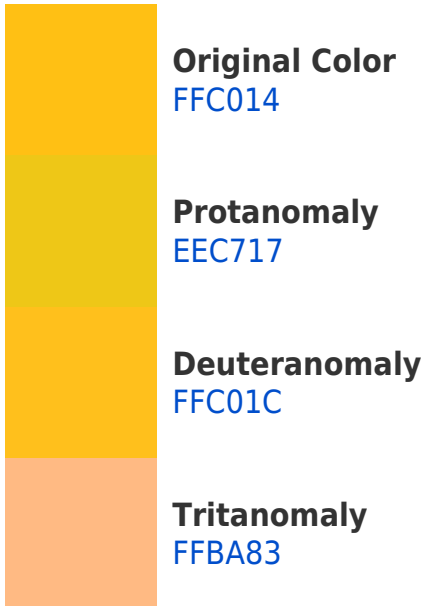 Original Color
FFC014
Protanomaly
EEC717
Deuteranomaly
FFC01C
Tritanomaly
FFBA83